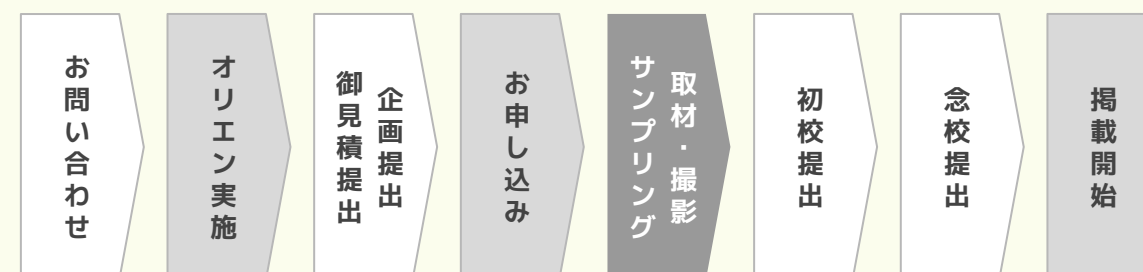 お問い合わせ
オリエン実施
企画提出
御見積提出
お申し込み
取材・撮影
サンプリング
初校提出
念校提出
掲載開始